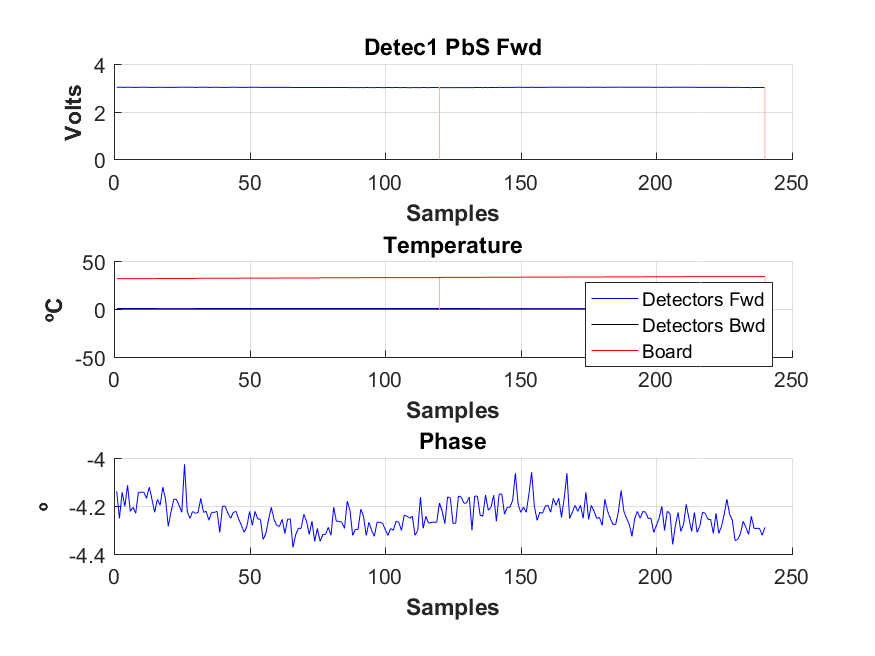 Detec1 PbS Fwd
4
2
0
Volts
0 50 100 150 200 250
Samples
Temperature
50
0
-50
ºC
Detectors Fwd
Detectors Bwd
Board
0 50 100 150 200 250
Samples
Phase
-4
-4.2
-4.4
º
0 50 100 150 200 250
Samples